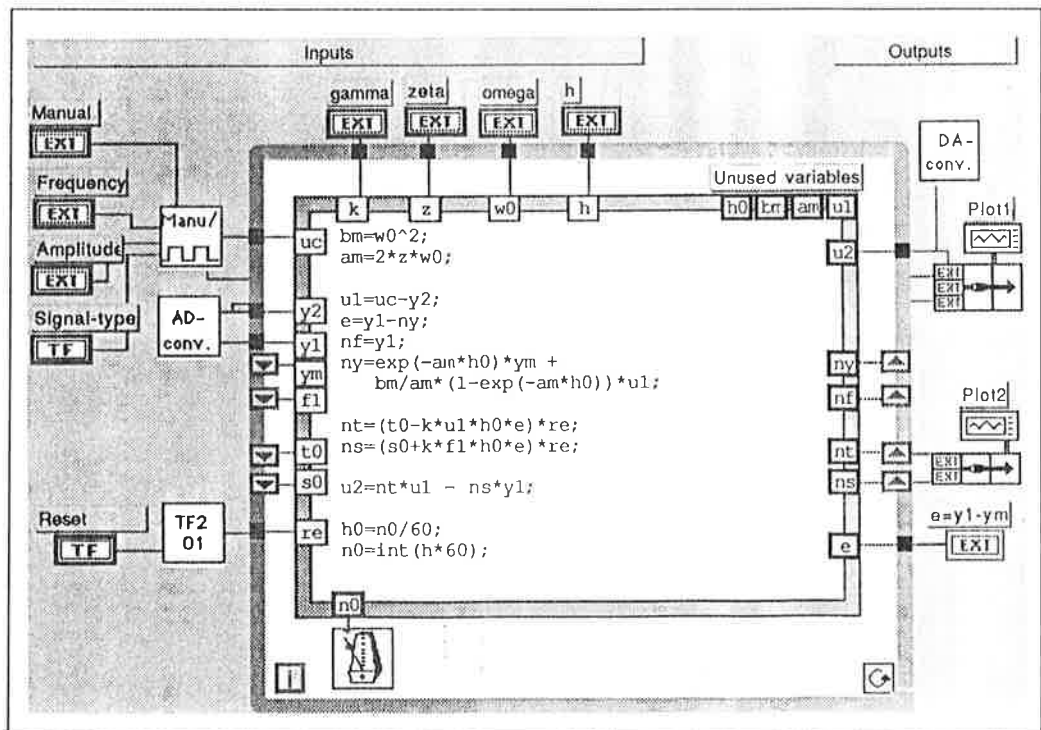 Inputs
Outputs
gamma
zeta
omega
h
EXT
EXT
EXT
EXT
Manual
EXT
Frequency
EXT
Amplitude
EXT
Signal-type
TF
Manu/
AD-
conv.
DA-
conv.
Unused variables
h0 bm am u1
k z w0 h
uc
y2
y1
ym
f1
t0
s0
re
bm=w0^2;
am=2*z*w0;
u1=uc-y2;
e=y1-ny;
nf=y1;
ny=exp(-am*h0)*ym +
bm/am*(1-exp(-am*h0))*u1;
nt=(t0-k*u1*h0*e)*re;
ns=(s0+k*f1*h0*e)*re;
u2=nt*u1 - ns*y1;
h0=n0/60;
n0=int(h*60);
u2
ny
nf
nt
ns
e
Plot1
EXT
EXT
EXT
Plot2
EXT
EXT
e=y1-ym
EXT
Reset
TF
TF2
01
n0
i